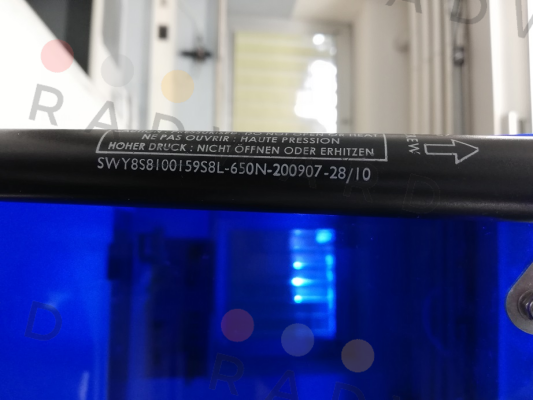 NE PAS OUVRIR : HAUTE PRESSION
HOHER DRUCK : NICHT ÖFFNEN ODER ERHITZEN
SWY8S8100159S8L-650N-200907-28/10